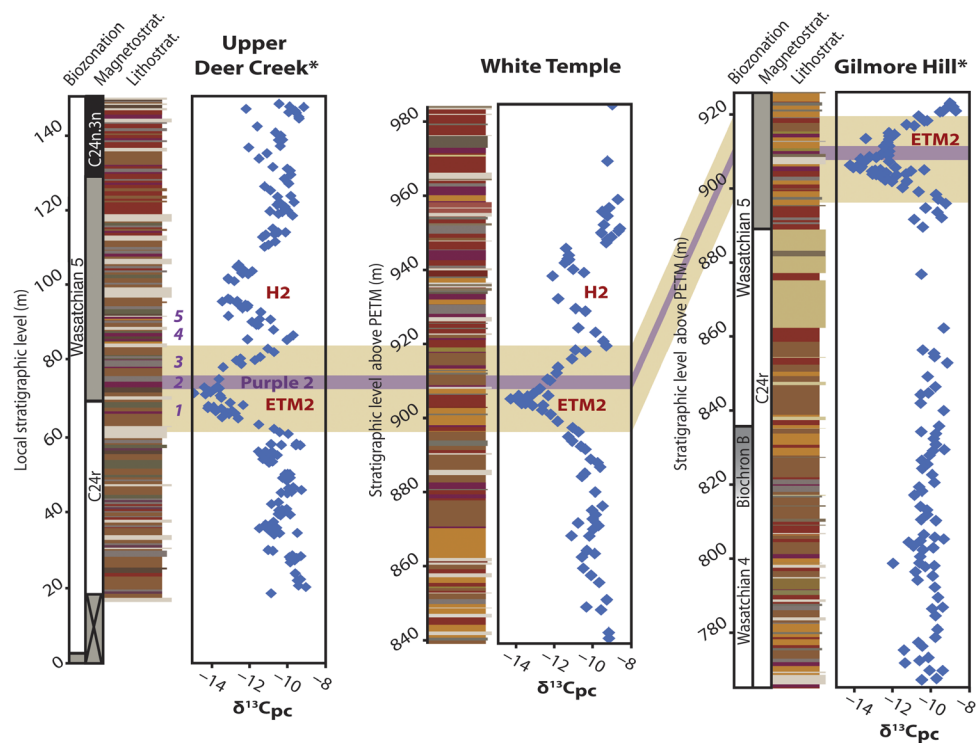 Biozonation
Magnetostrat.
Lithostrat.
Upper
Deer Creek*
Local stratigraphic level (m)
140
120
100
80
60
40
20
0
Wasatchian 5
C24n.3n
C24r
5
4
3
2
1
H2
Purple 2
ETM2
−14
−12
−10
−8
δ¹³Cpc
White Temple
Stratigraphic level above PETM (m)
980
960
940
920
900
880
860
840
H2
ETM2
−14
−12
−10
−8
δ¹³Cpc
Biozonation
Magnetostrat.
Lithostrat.
Gilmore Hill*
Stratigraphic level above PETM (m)
920
900
880
860
840
820
800
780
Wasatchian 5
Biochron B
Wasatchian 4
C24r
ETM2
−14
−12
−10
−8
δ¹³Cpc